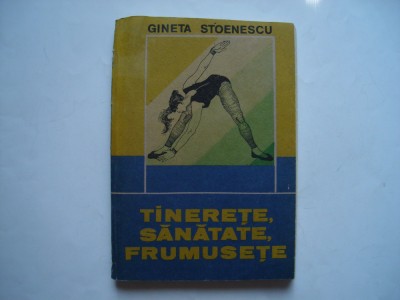 GINETA STOENESCU
TINEREȚE,
SĂNĂTATE,
FRUMUSEȚE